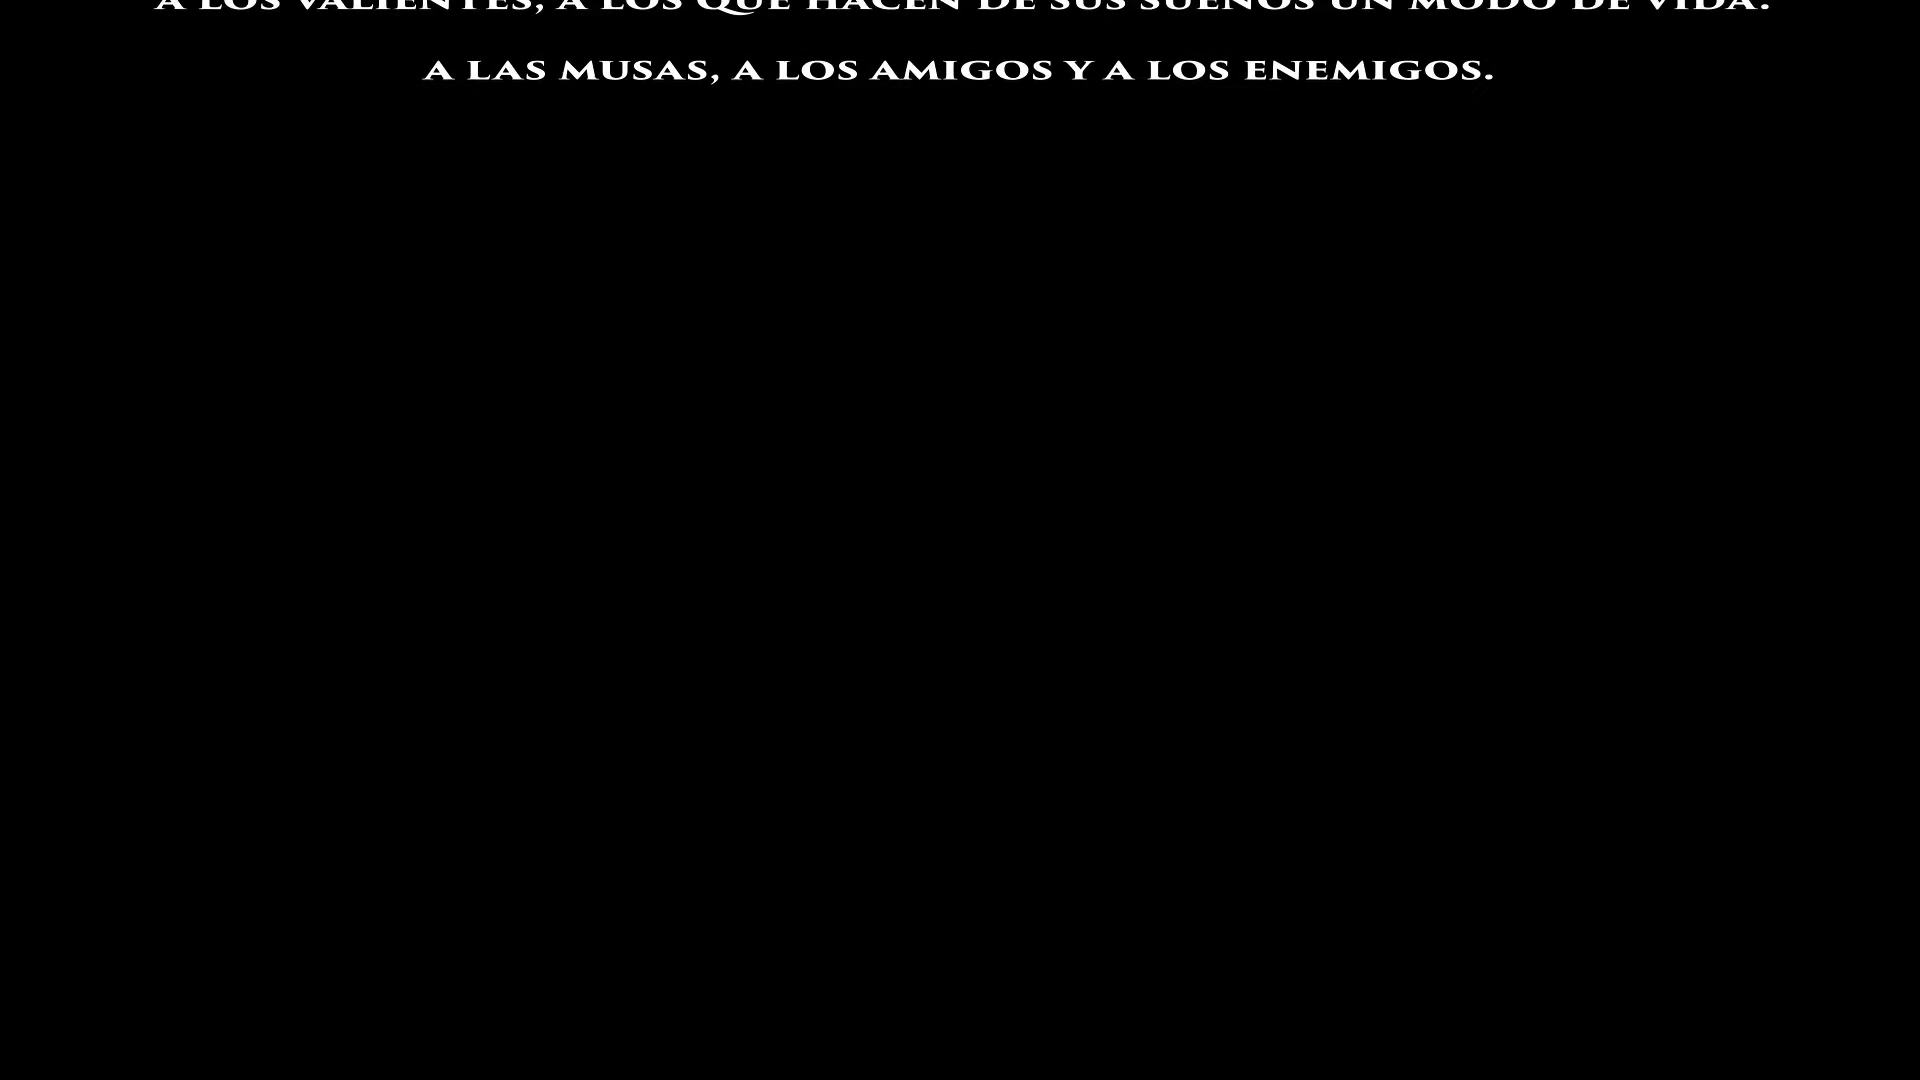 A LOS VALIENTES, A LOS QUE HACEN DE SUS SUEÑOS UN MODO DE VIDA.
A LAS MUSAS, A LOS AMIGOS Y A LOS ENEMIGOS.